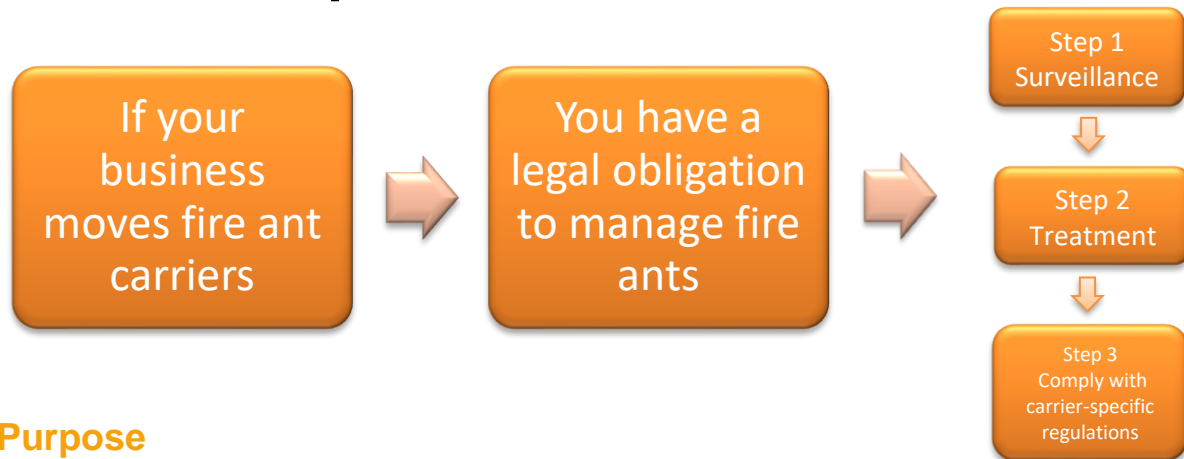 If your
business
moves fire ant
carriers
You have a
legal obligation
to manage fire
ants
Step 1
Surveillance
Step 2
Treatment
Step 3
Comply with
carrier-specific
regulations
Purpose